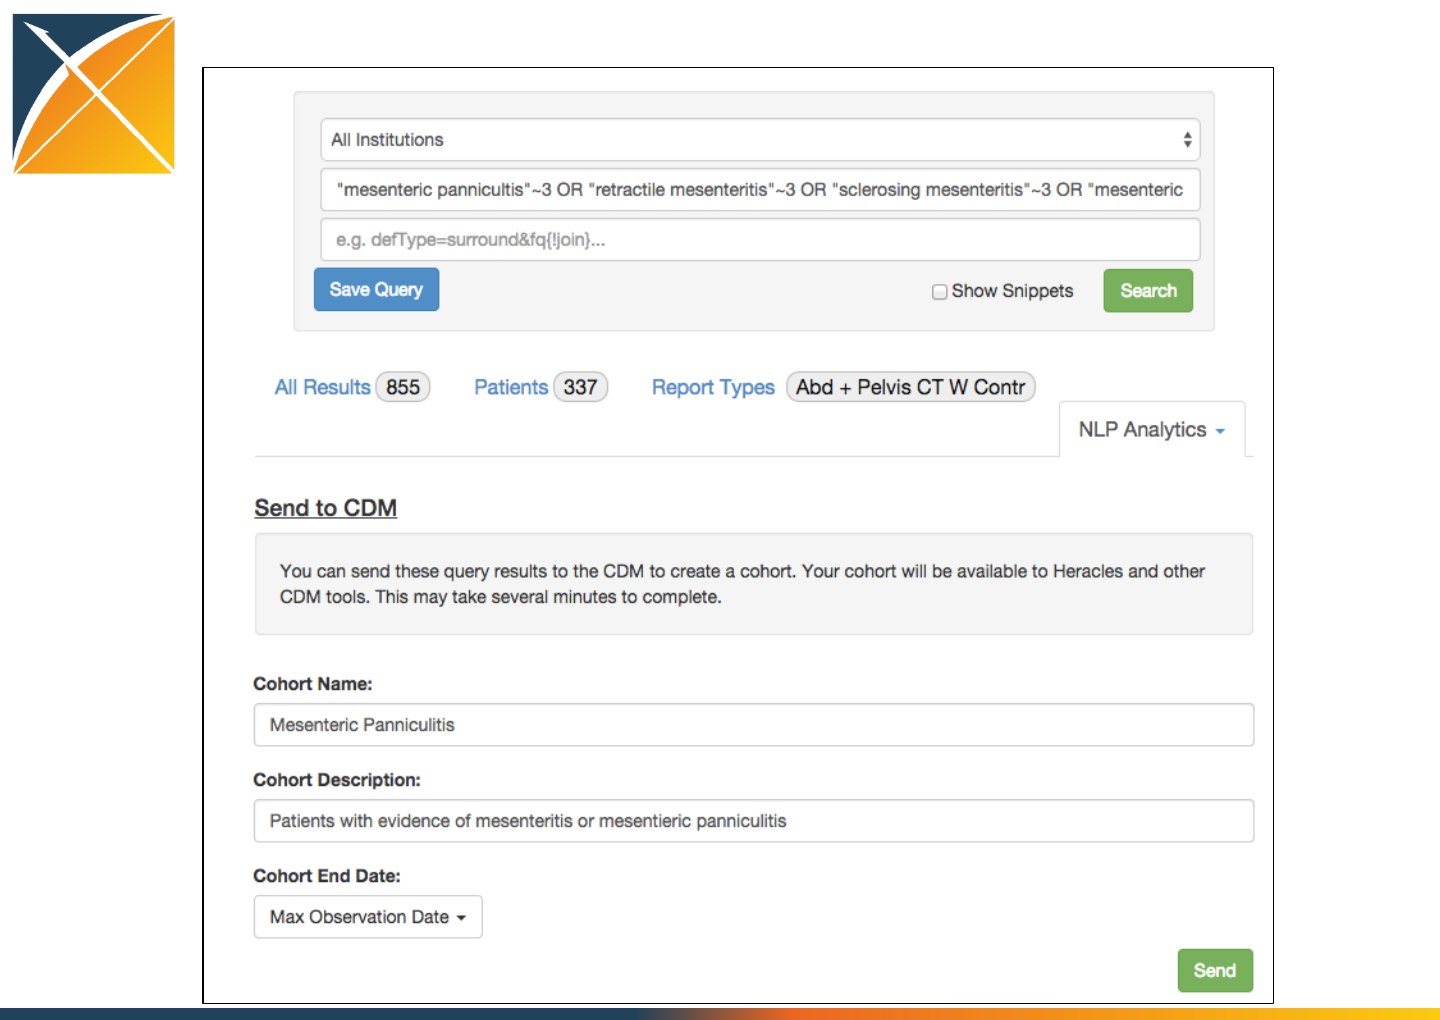 All Institutions
"mesenteric pannicultis"~3 OR "retractile mesenteritis"~3 OR "sclerosing mesenteritis"~3 OR "mesenteric
e.g. defType=surround&fq{!join}...
Save Query
Show Snippets
Search
All Results 855
Patients 337
Report Types Abd + Pelvis CT W Contr
NLP Analytics
Send to CDM
You can send these query results to the CDM to create a cohort. Your cohort will be available to Heracles and other
CDM tools. This may take several minutes to complete.
Cohort Name:
Mesenteric Panniculitis
Cohort Description:
Patients with evidence of mesenteritis or mesentieric panniculitis
Cohort End Date:
Max Observation Date
Send